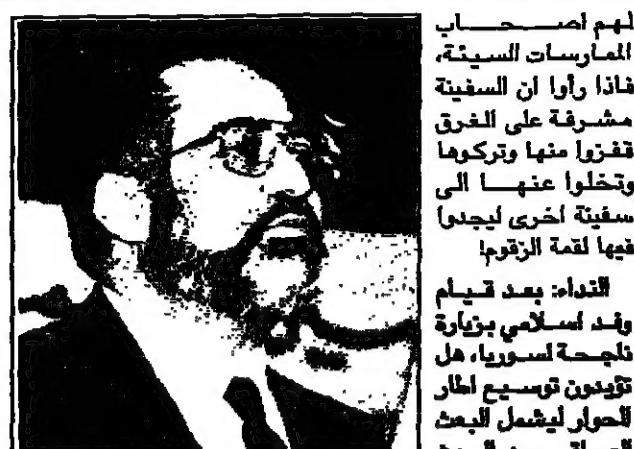 لهم اصحاب
الممارسات السيئة،
فاذا رأوا ان السفينة
مشرفة على الغرق
قفزوا منها وتركوها
وتخلوا عنها الى
سفينة اخرى ليجدوا
فيها لقمة الزقوم!
النداء: بعد قيام
وفد اسلامي بزيارة
ناجحة لسوريا، هل
تؤيدون توسيع اطار
الحوار ليشمل البعث